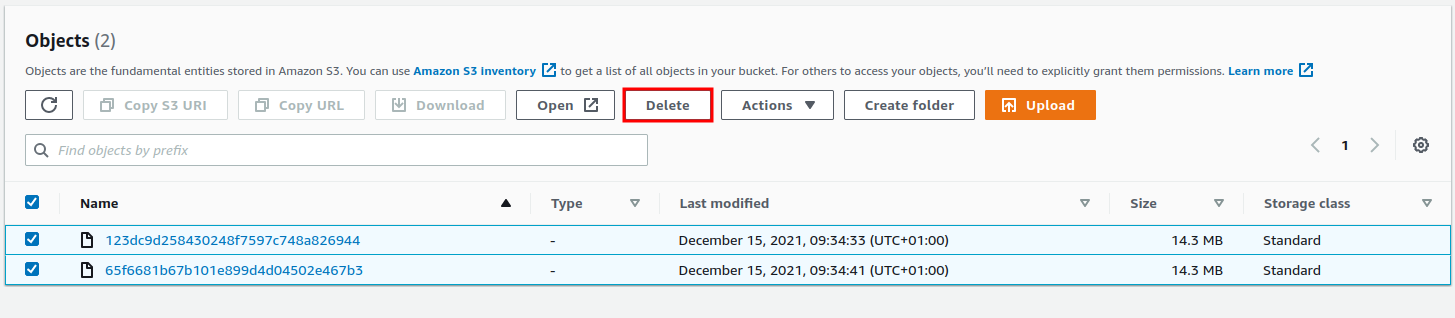 Objects (2)
Objects are the fundamental entities stored in Amazon S3. You can use Amazon S3 inventory to get a list of all objects in your bucket. For others to access your objects, you'll need to explicitly grant them permissions. Learn more
Copy S3 URI Copy URL Download Open Delete Actions Create folder Upload
Find objects by prefix 1
Name Type Last modified Size Storage class
123dc9d258430248f7597c748a826944 - December 15, 2021, 09:34:33 (UTC+01:00) 14.3 MB Standard
65f6681b67b101e899d4d04502e467b3 - December 15, 2021, 09:34:41 (UTC+01:00) 14.3 MB Standard